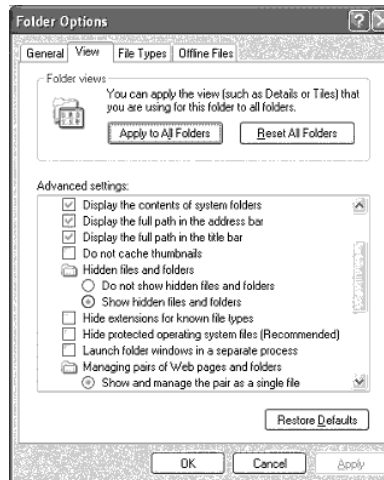 Folder Options
General View File Types Offline Files
Folder views
You can apply the view (such as Details or Tiles) that
you are using for this folder to all folders.
Apply to All Folders Reset All Folders
Advanced settings:
Display the contents of system folders
Display the full path in the address bar
Display the full path in the title bar
Do not cache thumbnails
Hidden files and folders
Do not show hidden files and folders
Show hidden files and folders
Hide extensions for known file types
Hide protected operating system files (Recommended)
Launch folder windows in a separate process
Managing pairs of Web pages and folders
Show and manage the pair as a single file
Restore Defaults
OK Cancel Apply